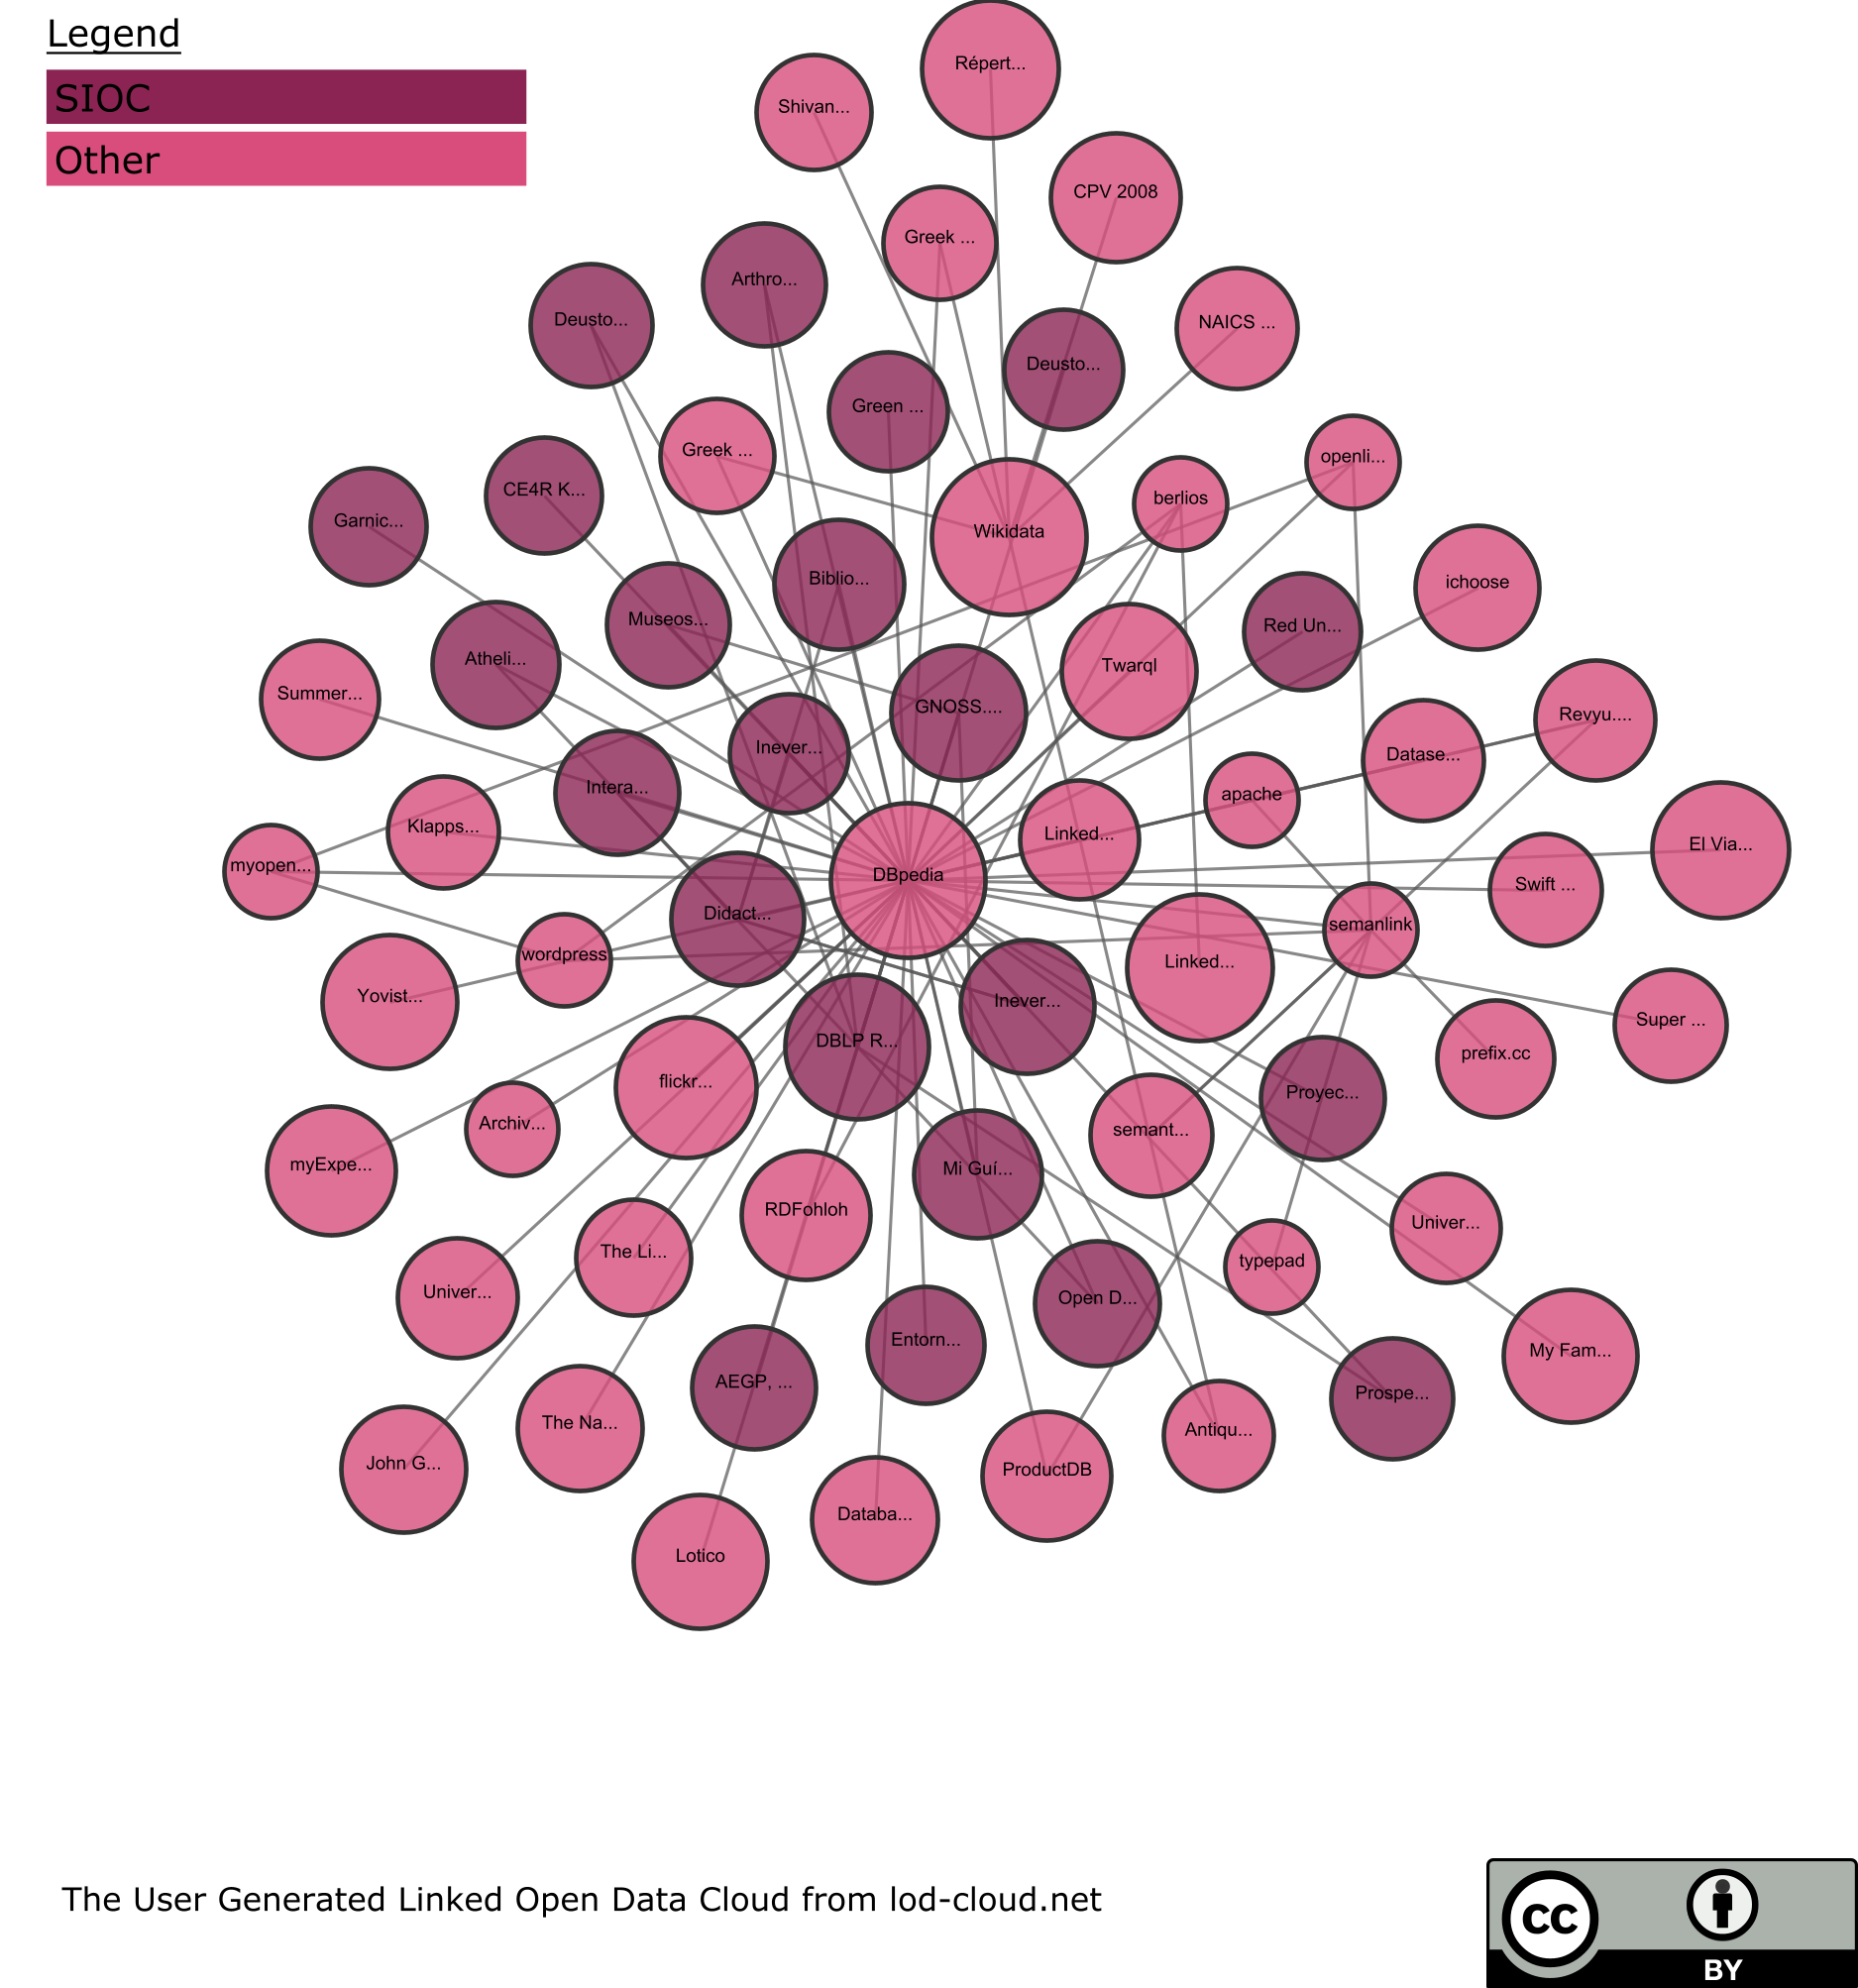 Legend
SIOC
Other
Répert...
Shivan...
CPV 2008
Greek ...
Arthro...
Deusto...
NAICS ...
Deusto...
Green ...
Greek ...
openli...
CE4R K...
berlios
Garnic...
Wikidata
Biblio...
ichoose
Museos...
Red Un...
Atheli...
Twarql
Summer...
GNOSS....
Revyu....
Inever...
Datase...
Intera...
apache
Klapps...
Linked...
El Via...
myopen...
DBpedia
Swift ...
Didact...
semanlink
wordpress
Linked...
Yovist...
Inever...
Super ...
DBLP R...
prefix.cc
flickr...
Proyec...
Archiv...
semant...
myExpe...
Mi Guí...
RDFohloh
Univer...
The Li...
typepad
Univer...
Open D...
Entorn...
My Fam...
AEGP, ...
Prospe...
The Na...
Antiqu...
John G...
ProductDB
Databa...
Lotico
The User Generated Linked Open Data Cloud from lod-cloud.net
cc
BY